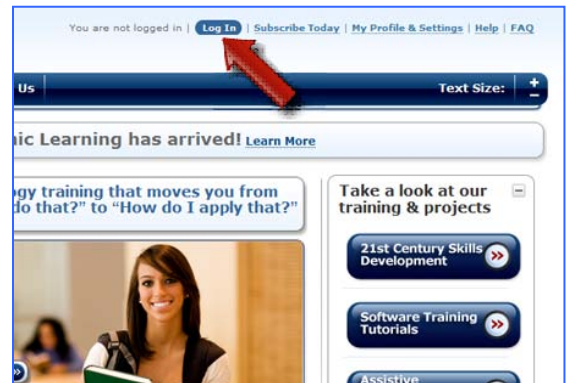 You are not logged in | Log In | Subscribe Today | My Profile & Settings | Help | FAQ
Us
Text Size: + −
ic Learning has arrived! Learn More
gy training that moves you from
do that?” to “How do I apply that?”
Take a look at our
training & projects
21st Century Skills
Development
Software Training
Tutorials
Assistive